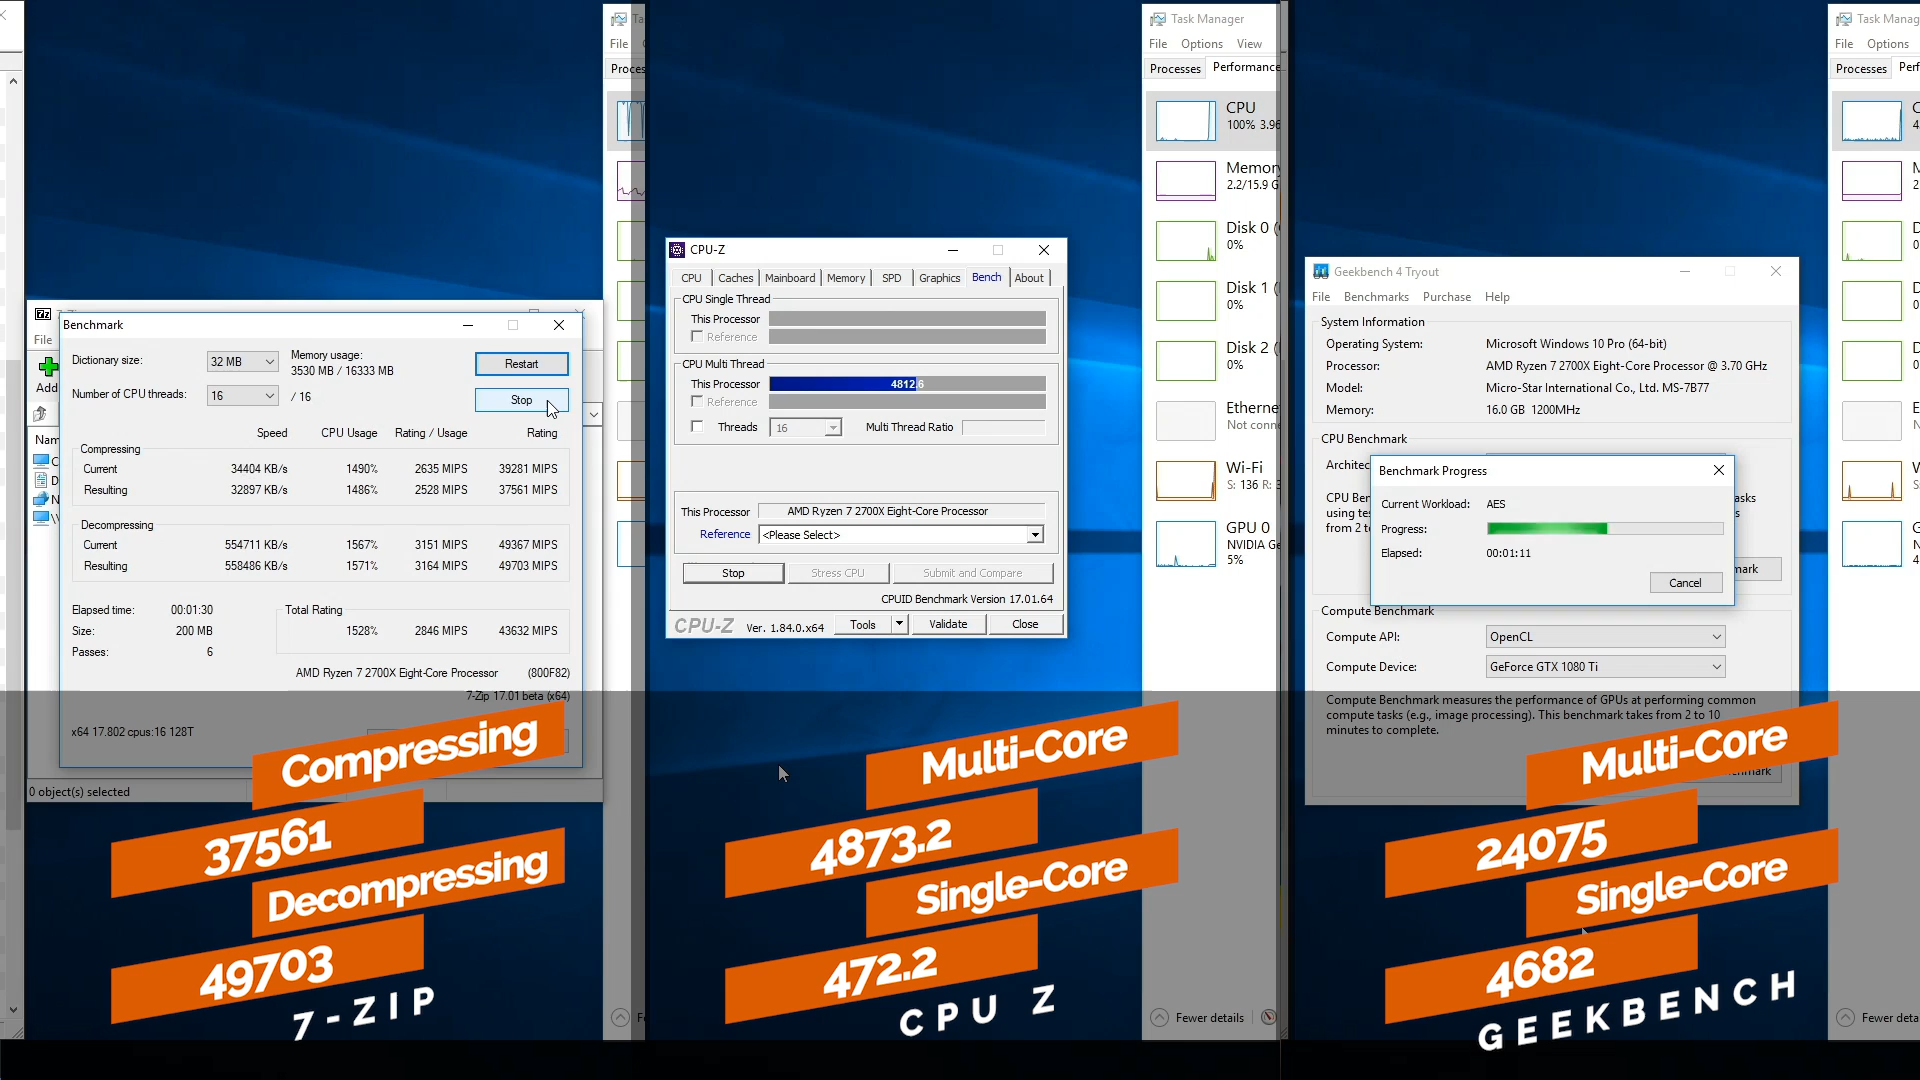 Benchmark
File
Dictionary size:
32 MB
Memory usage:
3530 MB / 16333 MB
Restart
Number of CPU threads:
16
/ 16
Stop
Add
Speed
CPU Usage
Rating / Usage
Rating
Compressing
Current
34404 KB/s
1490%
2635 MIPS
39281 MIPS
Resulting
32897 KB/s
1486%
2528 MIPS
37561 MIPS
Decompressing
Current
554711 KB/s
1567%
3151 MIPS
49367 MIPS
Resulting
558486 KB/s
1571%
3164 MIPS
49703 MIPS
Elapsed time:
00:01:30
Size:
200 MB
Passes:
6
Total Rating
1528%
2846 MIPS
43632 MIPS
AMD Ryzen 7 2700X Eight-Core Processor
(800F82)
7-Zip 17.01 beta (x64)
x64 17.802 cpus:16 128T
0 object(s) selected
Compressing
37561
Decompressing
49703
7-ZIP
File
CPU-Z
CPU
Caches
Mainboard
Memory
SPD
Graphics
Bench
About
CPU Single Thread
This Processor
Reference
CPU Multi Thread
This Processor
4812.6
Reference
Threads
16
Multi Thread Ratio
This Processor
AMD Ryzen 7 2700X Eight-Core Processor
Reference
<Please Select>
Stop
Stress CPU
Submit and Compare
CPUID Benchmark Version 17.01.64
CPU-Z
Ver. 1.84.0.x64
Tools
Validate
Close
Multi-Core
4873.2
Single-Core
472.2
CPU Z
Task Manager
File
Options
View
Processes
Performance
CPU
100% 3.96
Memory
2.2/15.9 G
Disk 0
0%
Disk 1
0%
Disk 2
0%
Etherne
Not conne
Wi-Fi
S: 136 R:
GPU 0
NVIDIA Ge
5%
Fewer details
Geekbench 4 Tryout
File
Benchmarks
Purchase
Help
System Information
Operating System:
Microsoft Windows 10 Pro (64-bit)
Processor:
AMD Ryzen 7 2700X Eight-Core Processor @ 3.70 GHz
Model:
Micro-Star International Co., Ltd. MS-7B77
Memory:
16.0 GB 1200MHz
CPU Benchmark
Benchmark Progress
Current Workload:
AES
Progress:
Elapsed:
00:01:11
Cancel
Compute Benchmark
Compute API:
OpenCL
Compute Device:
GeForce GTX 1080 Ti
Compute Benchmark measures the performance of GPUs at performing common
compute tasks (e.g., image processing). This benchmark takes from 2 to 10
minutes to complete.
Multi-Core
24075
Single-Core
4682
GEEKBENCH
Task Manag
File
Options
Processes
Fewer deta